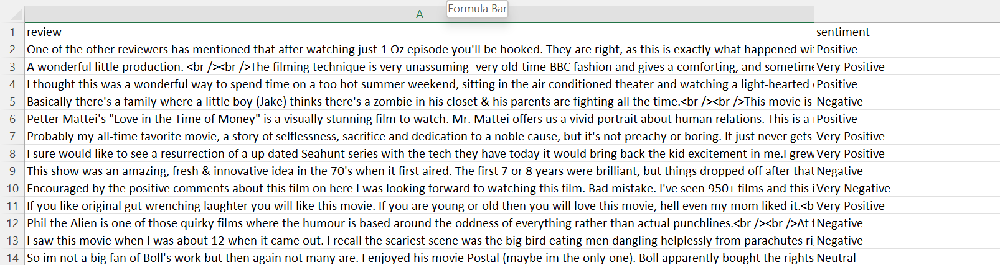 Formula Bar
A
1 review sentiment
2 One of the other reviewers has mentioned that after watching just 1 Oz episode you'll be hooked. They are right, as this is exactly what happened Positive
3 A wonderful little production. <br /><br />The filming technique is very unassuming- very old-time-BBC fashion and gives a comforting, and Very Positive
4 I thought this was a wonderful way to spend time on a too hot summer weekend, sitting in the air conditioned theater and watching a light-hearted Positive
5 Basically there's a family where a little boy (Jake) thinks there's a zombie in his closet & his parents are fighting all the time.<br /><br />This movie is Negative
6 Petter Mattei's "Love in the Time of Money" is a visually stunning film to watch. Mr. Mattei offers us a vivid portrait about human relations. This is a Positive
7 Probably my all-time favorite movie, a story of selflessness, sacrifice and dedication to a noble cause, but it's not preachy or boring. It just never gets Very Positive
8 I sure would like to see a resurrection of a up dated Seahunt series with the tech they have today it would bring back the kid excitement in me.I grew Very Positive
9 This show was an amazing, fresh & innovative idea in the 70's when it first aired. The first 7 or 8 years were brilliant, but things dropped off after that Negative
10 Encouraged by the positive comments about this film on here I was looking forward to watching this film. Bad mistake. I've seen 950+ films and this Very Negative
11 If you like original gut wrenching laughter you will like this movie. If you are young or old then you will love this movie, hell even my mom liked it.<b Very Positive
12 Phil the Alien is one of those quirky films where the humour is based around the oddness of everything rather than actual punchlines.<br /><br />At Negative
13 I saw this movie when I was about 12 when it came out. I recall the scariest scene was the big bird eating men dangling helplessly from parachutes Negative
14 So im not a big fan of Boll's work but then again not many are. I enjoyed his movie Postal (maybe im the only one). Boll apparently bought the rights Neutral